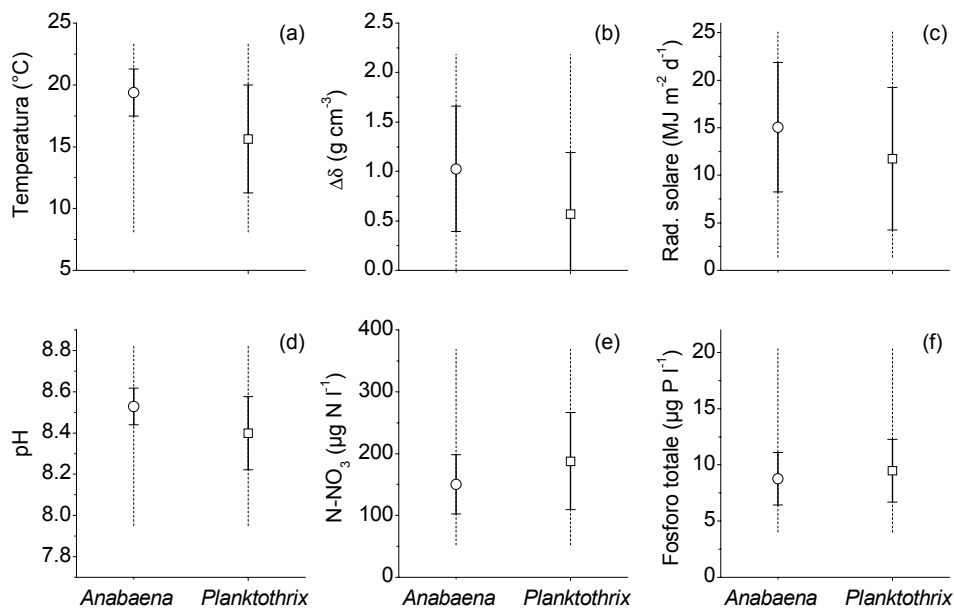 Temperatura (°C)
25
20
15
10
5
(a)
Δδ (g cm⁻³)
2.5
2.0
1.5
1.0
0.5
0.0
(b)
Rad. solare (MJ m⁻² d⁻¹)
25
20
15
10
5
0
(c)
pH
8.8
8.6
8.4
8.2
8.0
7.8
(d)
Anabaena Planktothrix
N-NO₃ (µg N l⁻¹)
400
300
200
100
0
(e)
Anabaena Planktothrix
Fosforo totale (µg P l⁻¹)
20
15
10
5
0
(f)
Anabaena Planktothrix